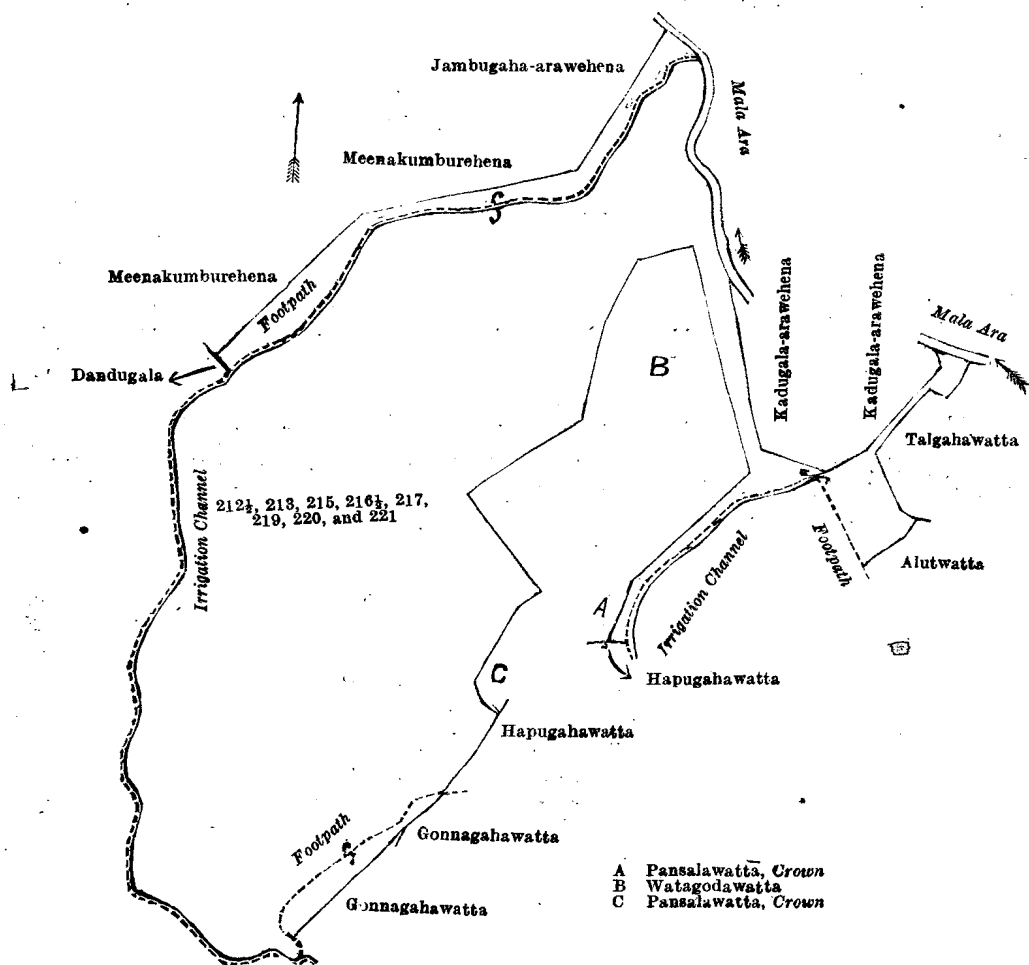 Jambugaha-arawehena
Mala Ara
Meenakumburehena
Meenakumburehena
Footpath
Dandugala
Kadugala-arawehena
Kadugala-arawehena
Mala Ara
B
Talgahawatta
Irrigation Channel
212½, 213, 215, 216½, 217,
219, 220, and 221
Footpath
Alutwatta
A
Irrigation Channel
C
Hapugahawatta
Hapugahawatta
Footpath
Gonnagahawatta
Gonnagahawatta
A Pansalawatta, Crown
B Watagodawatta
C Pansalawatta, Crown